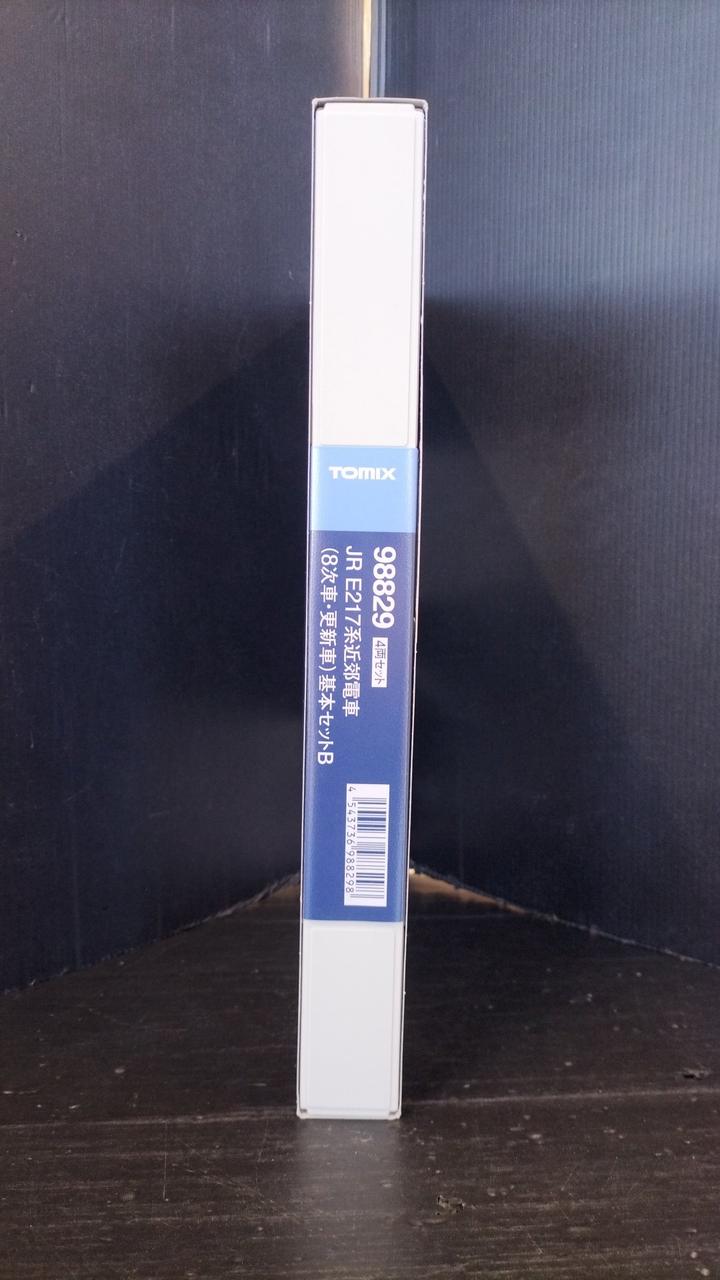 TOMIX
98829 4両セット
JR E217系近郊電車
(8次車・更新車)基本セットB
4 543736 988298